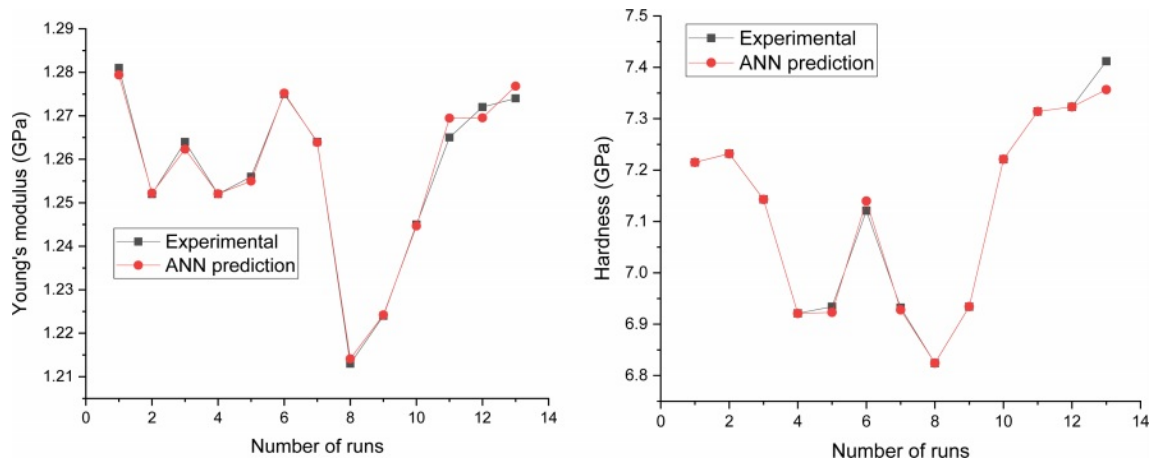 1.29
1.28
1.27
1.26
1.25
1.24
1.23
1.22
1.21
Young's modulus (GPa)
Experimental
ANN prediction
0 2 4 6 8 10 12 14
Number of runs
7.5
7.4
7.3
7.2
7.1
7.0
6.9
6.8
Hardness (GPa)
Experimental
ANN prediction
0 2 4 6 8 10 12 14
Number of runs